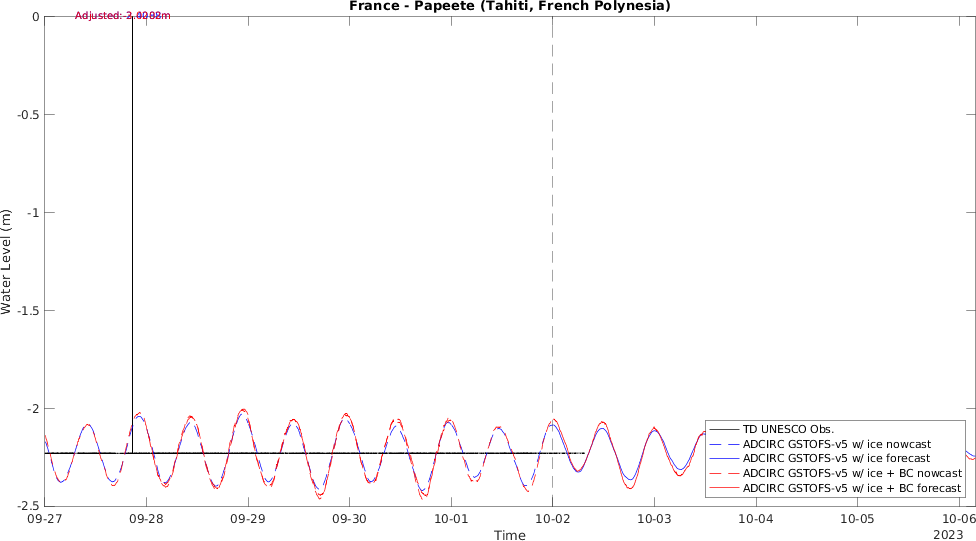 France - Papeete (Tahiti, French Polynesia)
Adjusted:
0
-0.5
-1
-1.5
-2
-2.5
Water Level (m)
TD UNESCO Obs.
ADCIRC GSTOFS-v5 w/ ice nowcast
ADCIRC GSTOFS-v5 w/ ice forecast
ADCIRC GSTOFS-v5 w/ ice + BC nowcast
ADCIRC GSTOFS-v5 w/ ice + BC forecast
09-27 09-28 09-29 09-30 10-01 10-02 10-03 10-04 10-05 10-06
Time
2023